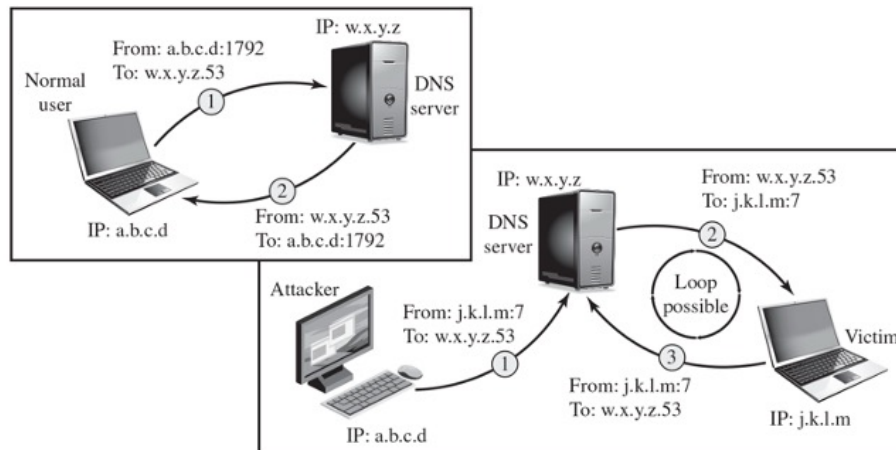 IP: w.x.y.z
From: a.b.c.d:1792
To: w.x.y.z.53
Normal
user
1
DNS
server
2
From: w.x.y.z.53
To: a.b.c.d:1792
IP: a.b.c.d
IP: w.x.y.z
From: w.x.y.z.53
To: j.k.l.m:7
DNS
server
2
Attacker
Loop
possible
From: j.k.l.m:7
To: w.x.y.z.53
1
Victim
3
From: j.k.l.m:7
To: w.x.y.z.53
IP: a.b.c.d
IP: j.k.l.m